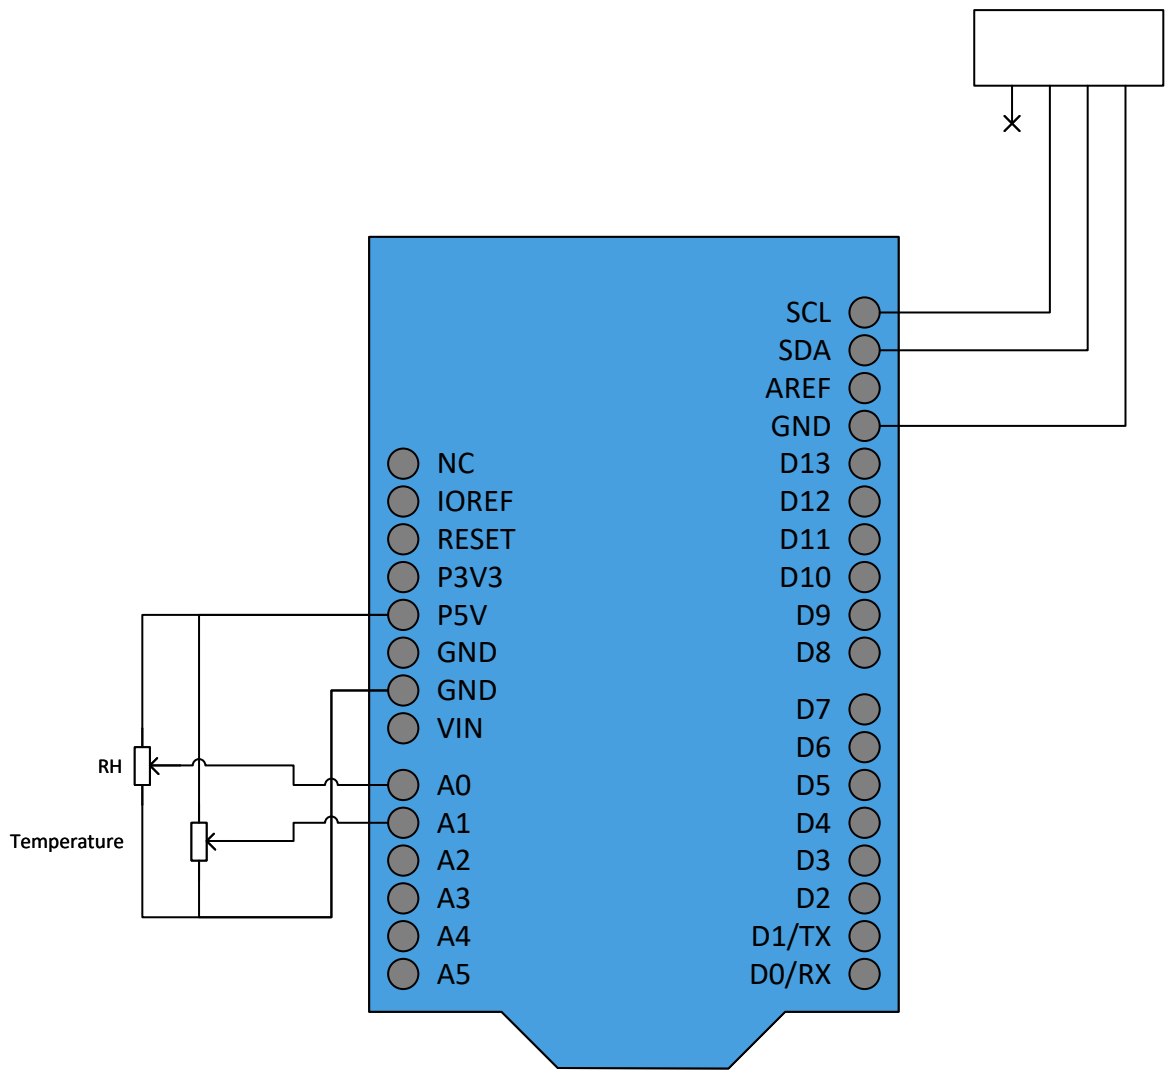 SCL
SDA
AREF
GND
NC
D13
IOREF
D12
RESET
D11
P3V3
D10
P5V
D9
GND
D8
GND
D7
VIN
D6
RH
A0
D5
Temperature
A1
D4
A2
D3
A3
D2
A4
D1/TX
A5
D0/RX